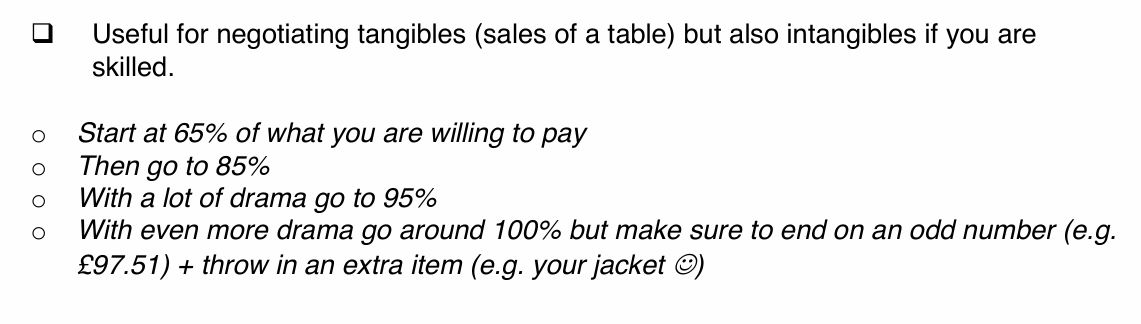 ❑ Useful for negotiating tangibles (sales of a table) but also intangibles if you are
skilled.
o Start at 65% of what you are willing to pay
o Then go to 85%
o With a lot of drama go to 95%
o With even more drama go around 100% but make sure to end on an odd number (e.g.
£97.51) + throw in an extra item (e.g. your jacket ☺)